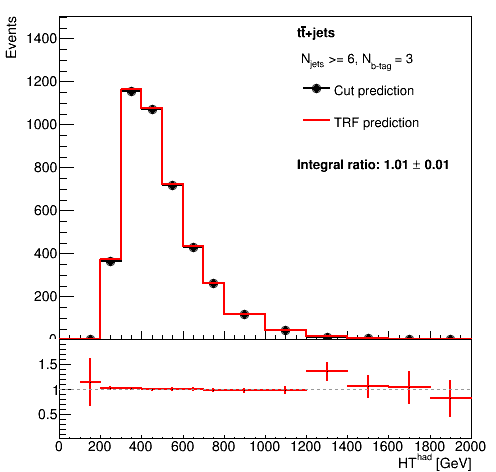 Events
1400
1200
1000
800
600
400
200
0
tt̄+jets
N_jets >= 6, N_b-tag = 3
Cut prediction
TRF prediction
Integral ratio: 1.01 ± 0.01
1.5
1
0.5
0 200 400 600 800 1000 1200 1400 1600 1800 2000
HT^had [GeV]